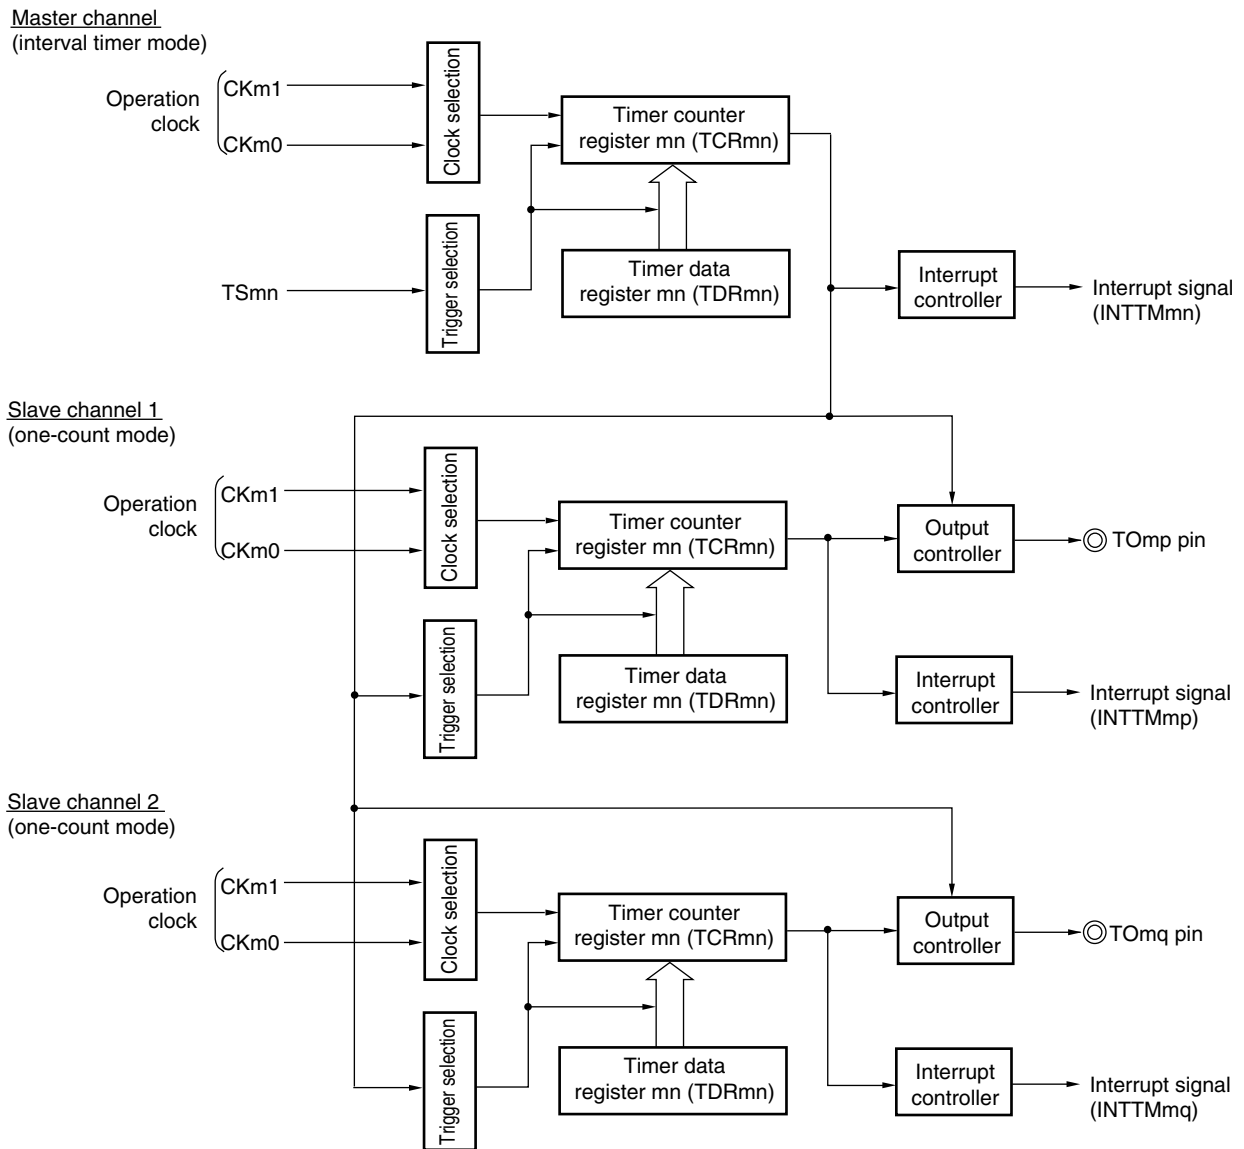 Master channel
(interval timer mode)
Operation
clock
CKm1
CKm0
Clock selection
Timer counter
register mn (TCRmn)
TSmn
Trigger selection
Timer data
register mn (TDRmn)
Interrupt
controller
Interrupt signal
(INTTMmn)
Slave channel 1
(one-count mode)
Operation
clock
CKm1
CKm0
Clock selection
Timer counter
register mn (TCRmn)
Output
controller
TOmp pin
Trigger selection
Timer data
register mn (TDRmn)
Interrupt
controller
Interrupt signal
(INTTMmp)
Slave channel 2
(one-count mode)
Operation
clock
CKm1
CKm0
Clock selection
Timer counter
register mn (TCRmn)
Output
controller
TOmq pin
Trigger selection
Timer data
register mn (TDRmn)
Interrupt
controller
Interrupt signal
(INTTMmq)